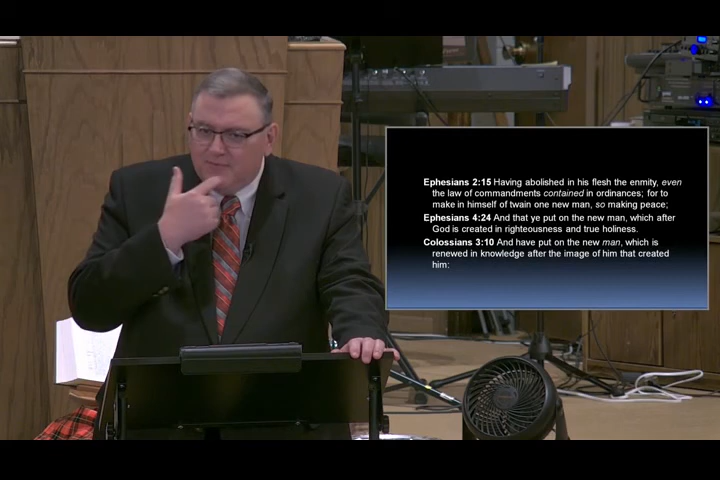 Ephesians 2:15 Having abolished in his flesh the enmity, even
the law of commandments contained in ordinances; for to
make in himself of twain one new man, so making peace;
Ephesians 4:24 And that ye put on the new man, which after
God is created in righteousness and true holiness.
Colossians 3:10 And have put on the new man, which is
renewed in knowledge after the image of him that created
him: